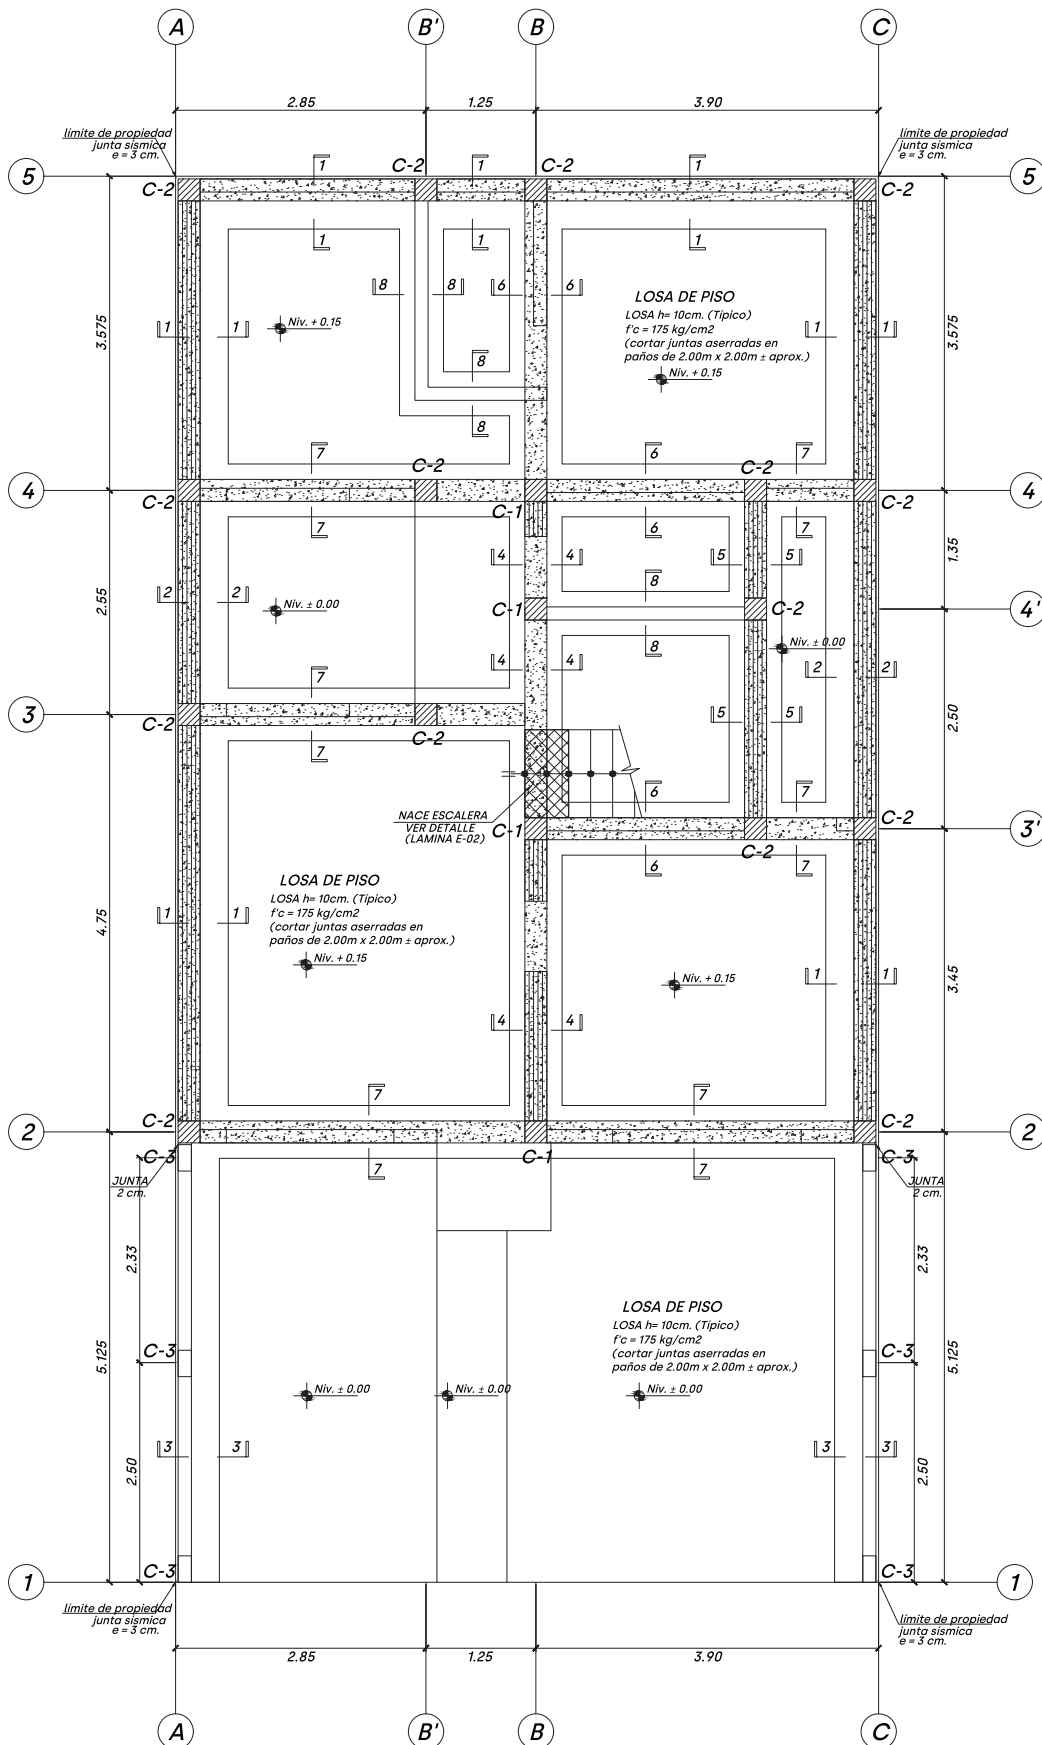 A
B'
B
C
2.85
1.25
3.90
límite de propiedad
junta sísmica
e = 3 cm.
límite de propiedad
junta sísmica
e = 3 cm.
5
5
C-2
C-2
C-2
C-2
1
1
1
1
1
1
8
8
6
6
LOSA DE PISO
LOSA h= 10cm. (Típico)
f'c = 175 kg/cm2
(cortar juntas aserradas en
paños de 2.00m x 2.00m ± aprox.)
Niv. + 0.15
Niv. + 0.15
1
1
1
1
3.575
3.575
8
8
7
6
7
C-2
C-2
4
4
C-2
C-1
C-2
7
6
7
4
4
5
5
1.35
8
2
2
2.55
Niv. ± 0.00
C-1
C-2
4'
Niv. ± 0.00
8
4
4
2
2
7
5
5
2.50
3
C-2
C-2
7
6
7
NACE ESCALERA
VER DETALLE
(LAMINA E-02)
C-1
C-2
C-2
3'
6
7
LOSA DE PISO
LOSA h= 10cm. (Típico)
f'c = 175 kg/cm2
(cortar juntas aserradas en
paños de 2.00m x 2.00m ± aprox.)
Niv. + 0.15
1
1
4.75
Niv. + 0.15
1
1
3.45
4
4
7
7
2
2
C-2
C-2
C-3
C-1
C-3
7
7
JUNTA
2 cm.
JUNTA
2 cm.
2.33
2.33
5.125
5.125
LOSA DE PISO
LOSA h= 10cm. (Típico)
f'c = 175 kg/cm2
(cortar juntas aserradas en
paños de 2.00m x 2.00m ± aprox.)
C-3
C-3
Niv. ± 0.00
Niv. ± 0.00
Niv. ± 0.00
3
3
3
3
2.50
2.50
C-3
C-3
1
1
límite de propiedad
junta sísmica
e = 3 cm.
límite de propiedad
junta sísmica
e = 3 cm.
2.85
1.25
3.90
A
B'
B
C